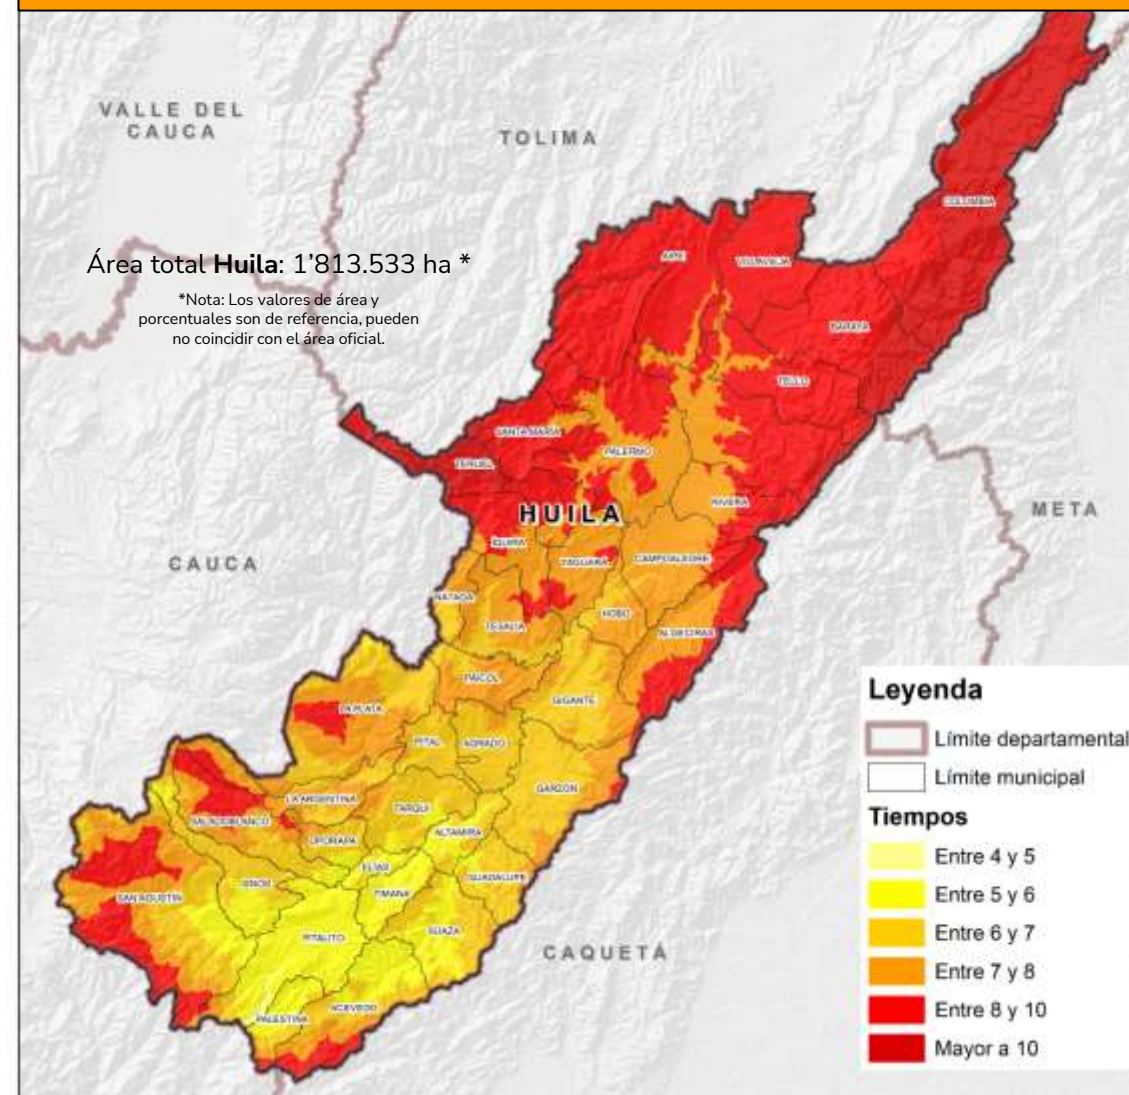 VALLE DEL
CAUCA
TOLIMA
COLOMBIA
Área total Huila: 1'813.533 ha *
*Nota: Los valores de área y
porcentuales son de referencia, pueden
no coincidir con el área oficial.
AIPE
VILLAVIEJA
BARAYA
TELLO
SANTA MARIA
PALERMO
TERUEL
RIVERA
HUILA
META
IQUIRA
YAGUARA
CAMPOALEGRE
CAUCA
NATAGA
HOBO
TESALIA
ALGECIRAS
PAICOL
GIGANTE
LA PLATA
PITAL
AGRADO
GARZON
LA ARGENTINA
TARQUI
SALADOBLANCO
ALTAMIRA
OPORAPA
ELIAS
GUADALUPE
ISNOS
TIMANA
SAN AGUSTIN
SUAZA
PITALITO
CAQUETÁ
ACEVEDO
PALESTINA
Leyenda
Límite departamental
Límite municipal
Tiempos
Entre 4 y 5
Entre 5 y 6
Entre 6 y 7
Entre 7 y 8
Entre 8 y 10
Mayor a 10